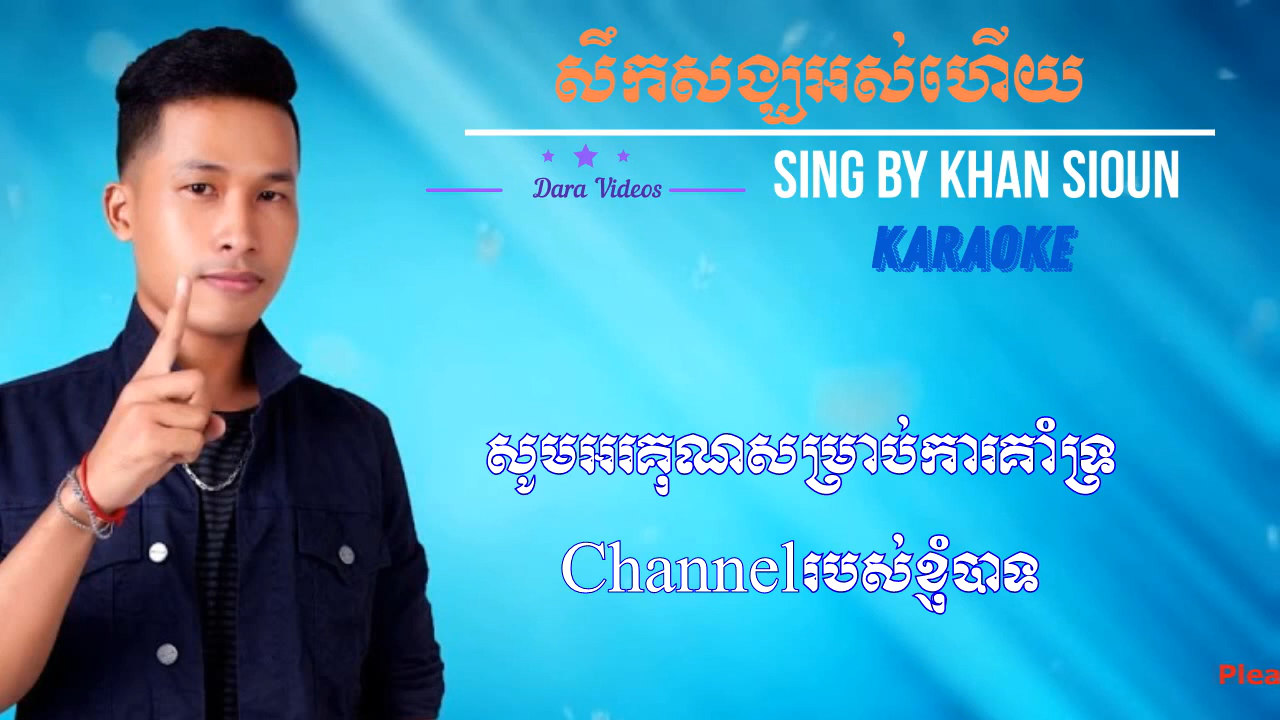 សឹកសង្ឃអស់ហើយ
Dara Videos
SING BY KHAN SIOUN
KARAOKE
សូមអរគុណសម្រាប់ការគាំទ្រ
Channelរបស់ខ្ញុំបាទ
Plea